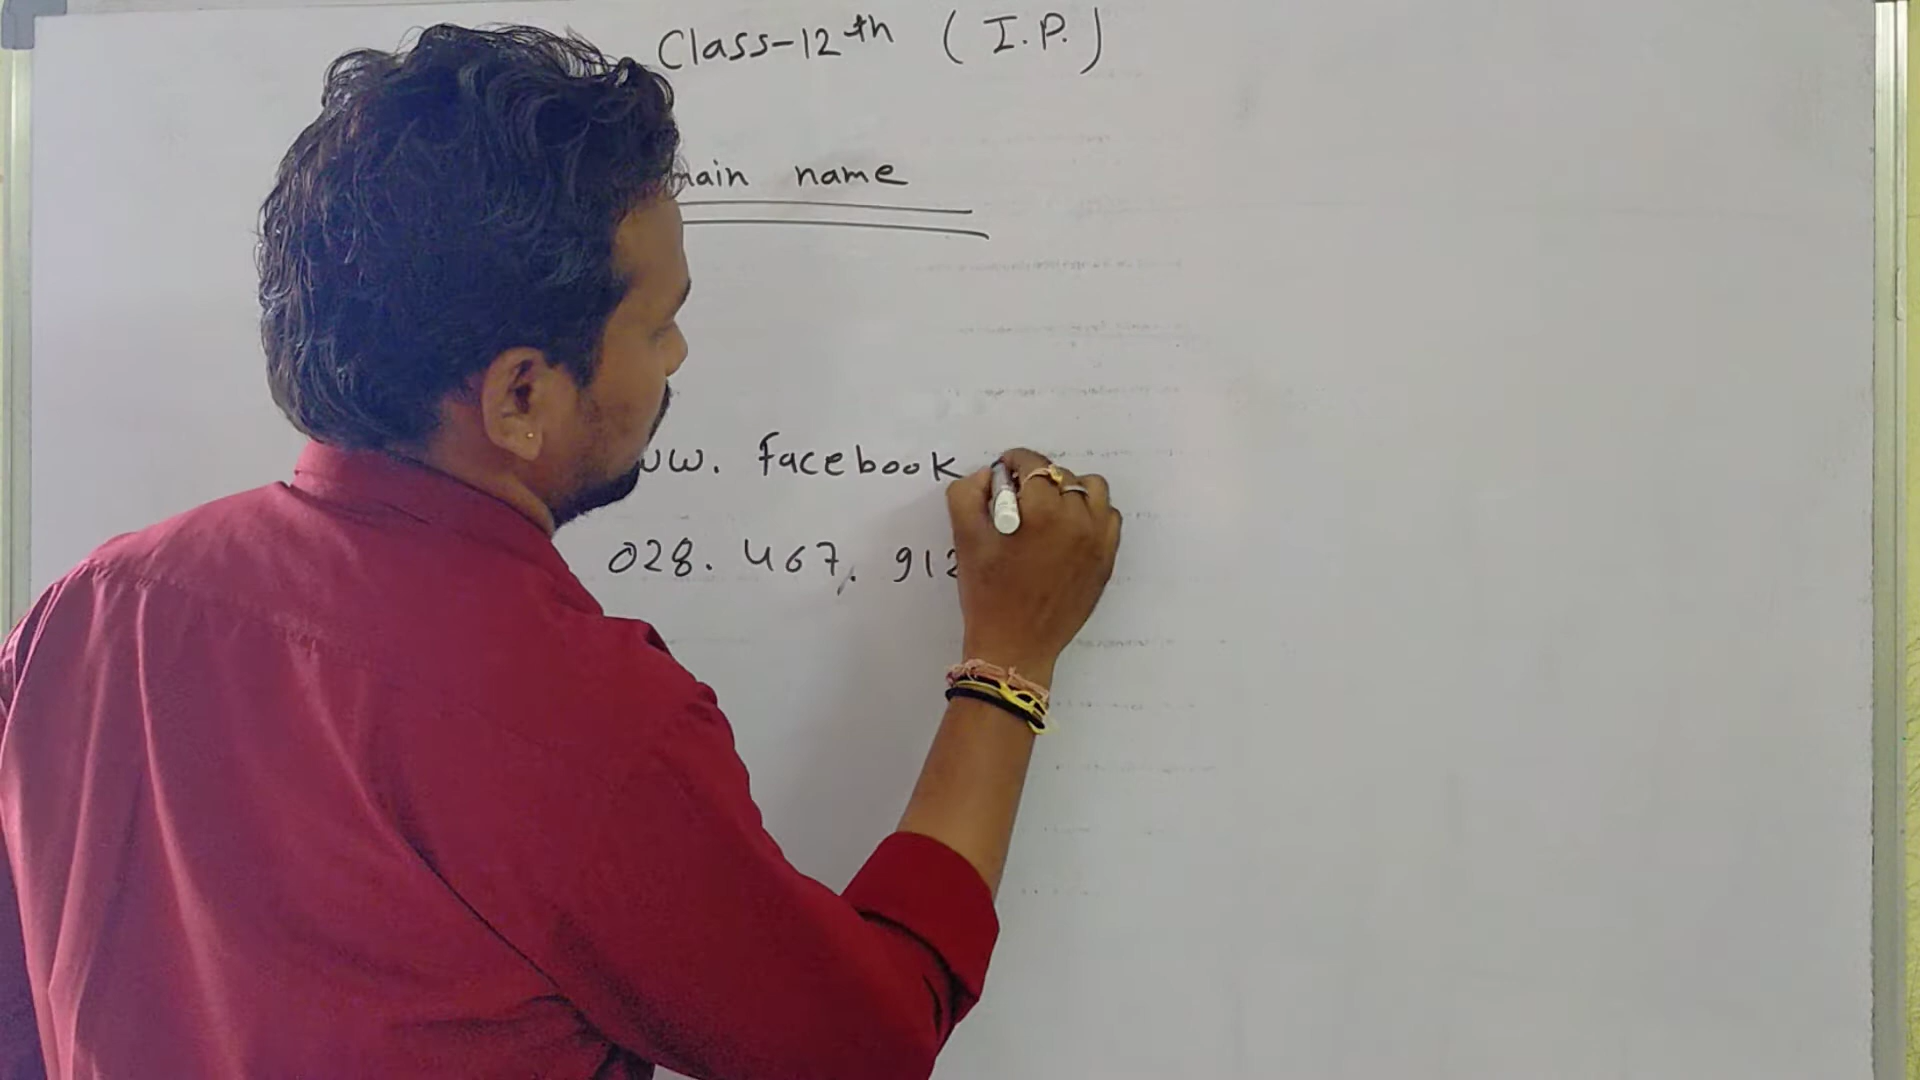 Class-12th (I.P.)
main name
ww. facebook
028. 467. 912